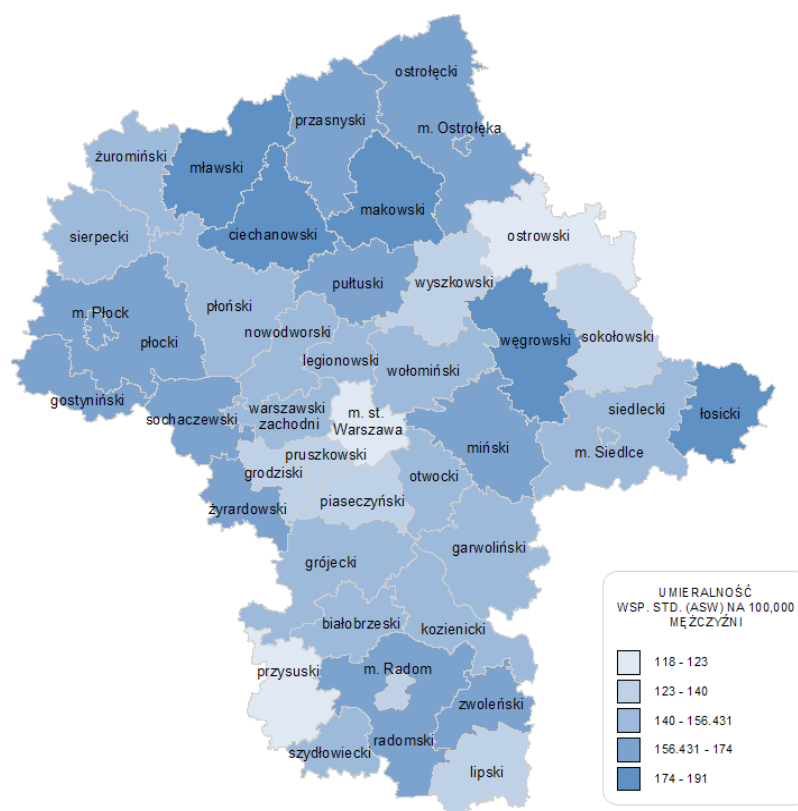 ostrołęcki
przasnyski
m. Ostrołęka
żuromiński
mławski
makowski
ciechanowski
sierpecki
ostrowski
pułtuski
wyszkowski
m. Płock
płoński
nowodworski
sokołowski
płocki
węgrowski
legionowski
wołomiński
gostyniński
sochaczewski
warszawski
zachodni
m. st.
Warszawa
siedlecki
łosicki
pruszkowski
miński
m. Siedlce
grodziski
otwocki
piaseczyński
żyrardowski
garwoliński
grójecki
białobrzeski
kozienicki
przysuski
m. Radom
zwoleński
radomski
szydłowiecki
lipski
UMIERALNOŚĆ
WSP. STD. (ASW) NA 100,000
MĘŻCZYŹNI
118 - 123
123 - 140
140 - 156.431
156.431 - 174
174 - 191